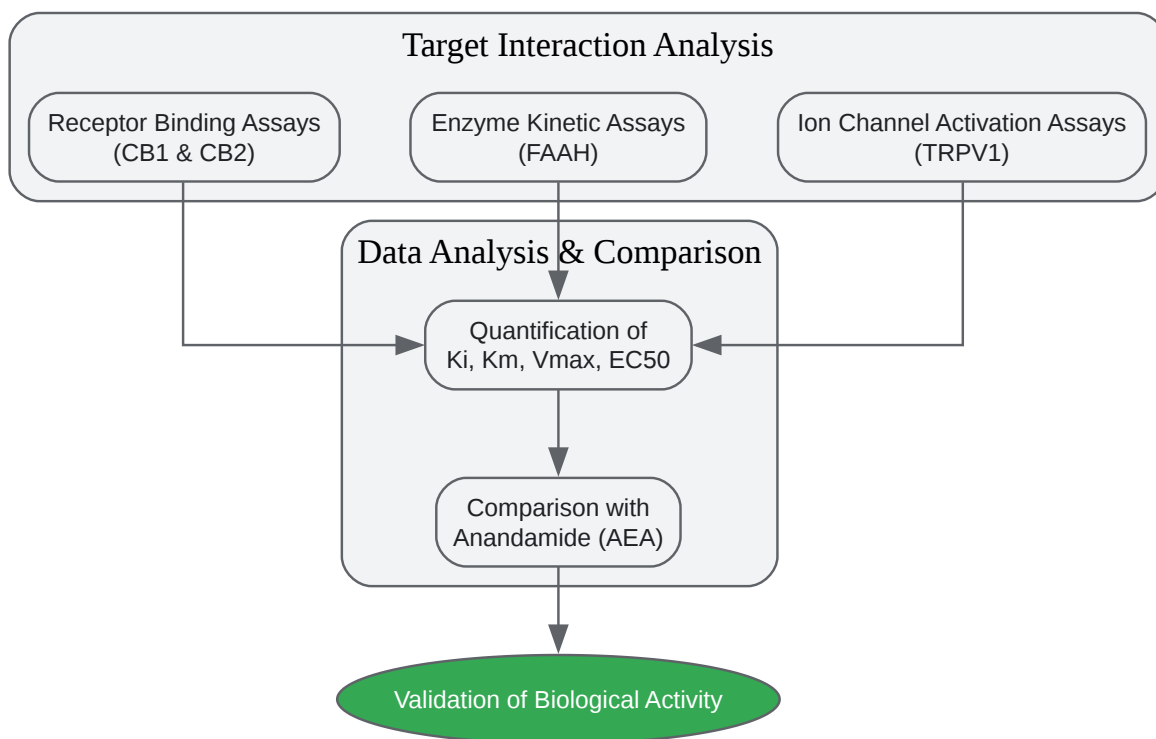 Target Interaction Analysis
Receptor Binding Assays
(CB1 & CB2)
Enzyme Kinetic Assays
(FAAH)
Ion Channel Activation Assays
(TRPV1)
Data Analysis & Comparison
Quantification of
Ki, Km, Vmax, EC50
Comparison with
Anandamide (AEA)
Validation of Biological Activity